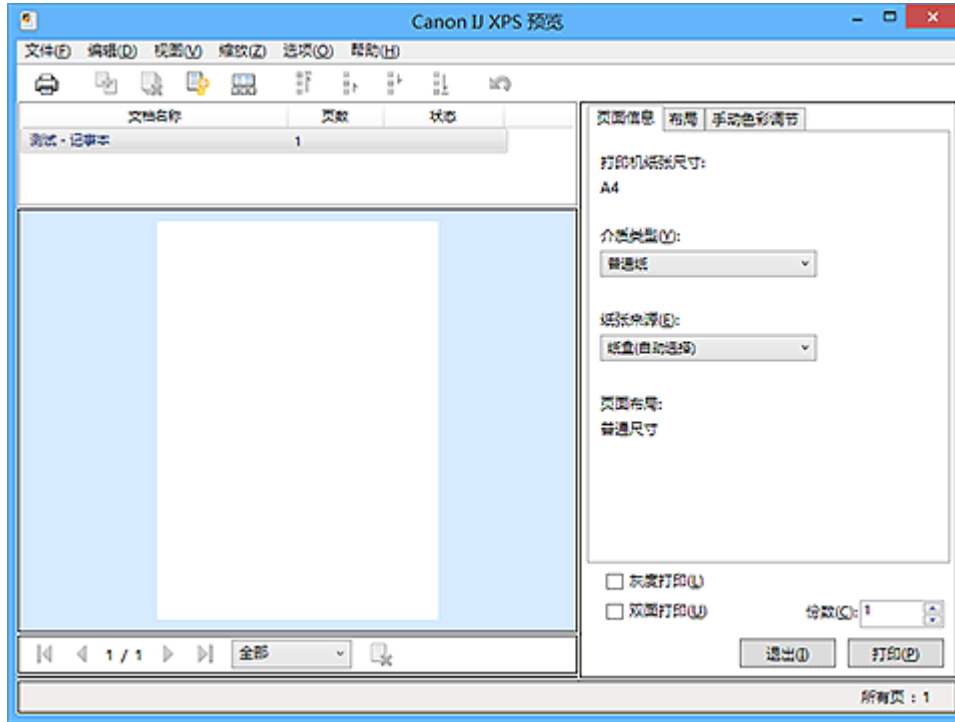 Canon IJ XPS 预览
文件(F) 编辑(D) 视图(V) 缩放(Z) 选项(O) 帮助(H)
文档名称 页数 状态
测试 - 记事本 1
页面信息 布局 手动色彩调节
打印机纸张尺寸:
A4
介质类型(Y):
普通纸
纸张来源(E):
纸盒(自动选择)
页面布局:
普通尺寸
灰度打印(L)
双面打印(U) 份数(C): 1
1 / 1 全部
退出(I) 打印(P)
所有页 : 1